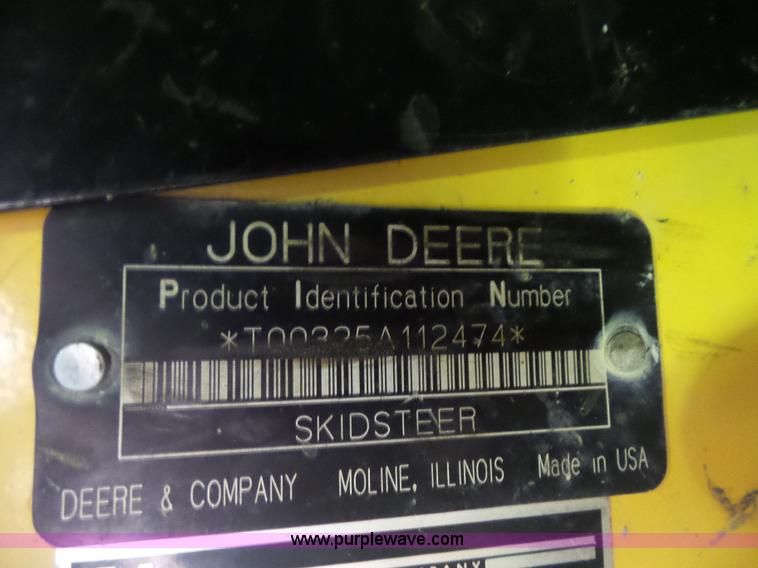 JOHN DEERE
Product Identification Number
*T00325A112474*
SKIDSTEER
DEERE & COMPANY MOLINE, ILLINOIS Made in USA
www.purplewave.com